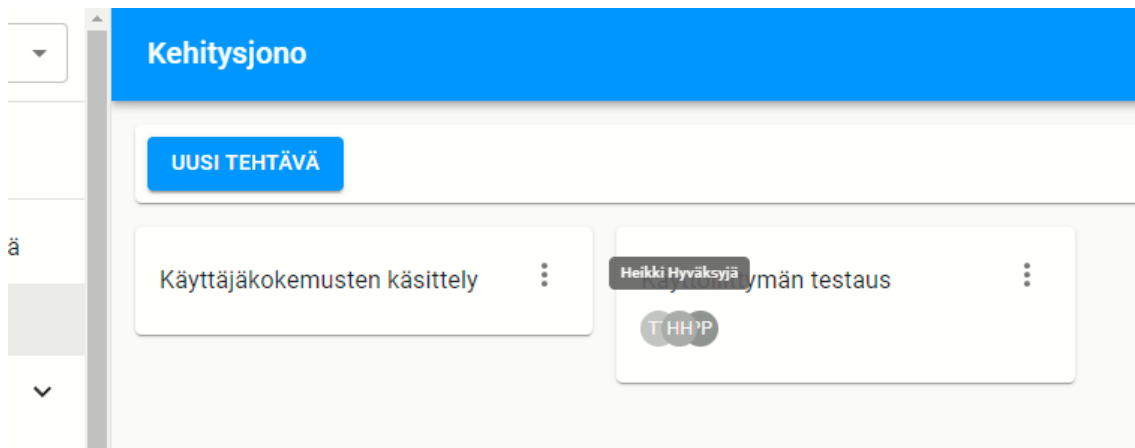 Kehitysjono
UUSI TEHTÄVÄ
ä
Käyttäjäkokemusten käsittely
Heikki Hyväksyjä
testaus
HH